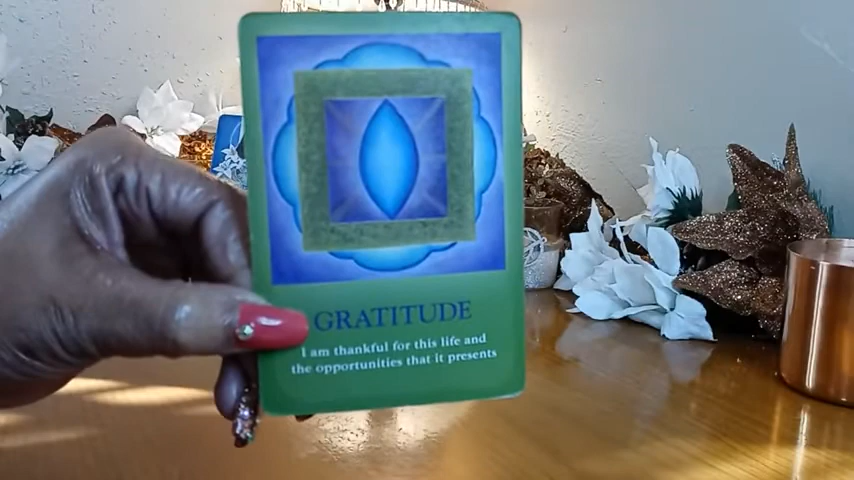 GRATITUDE
I am thankful for this life and
the opportunities that it presents